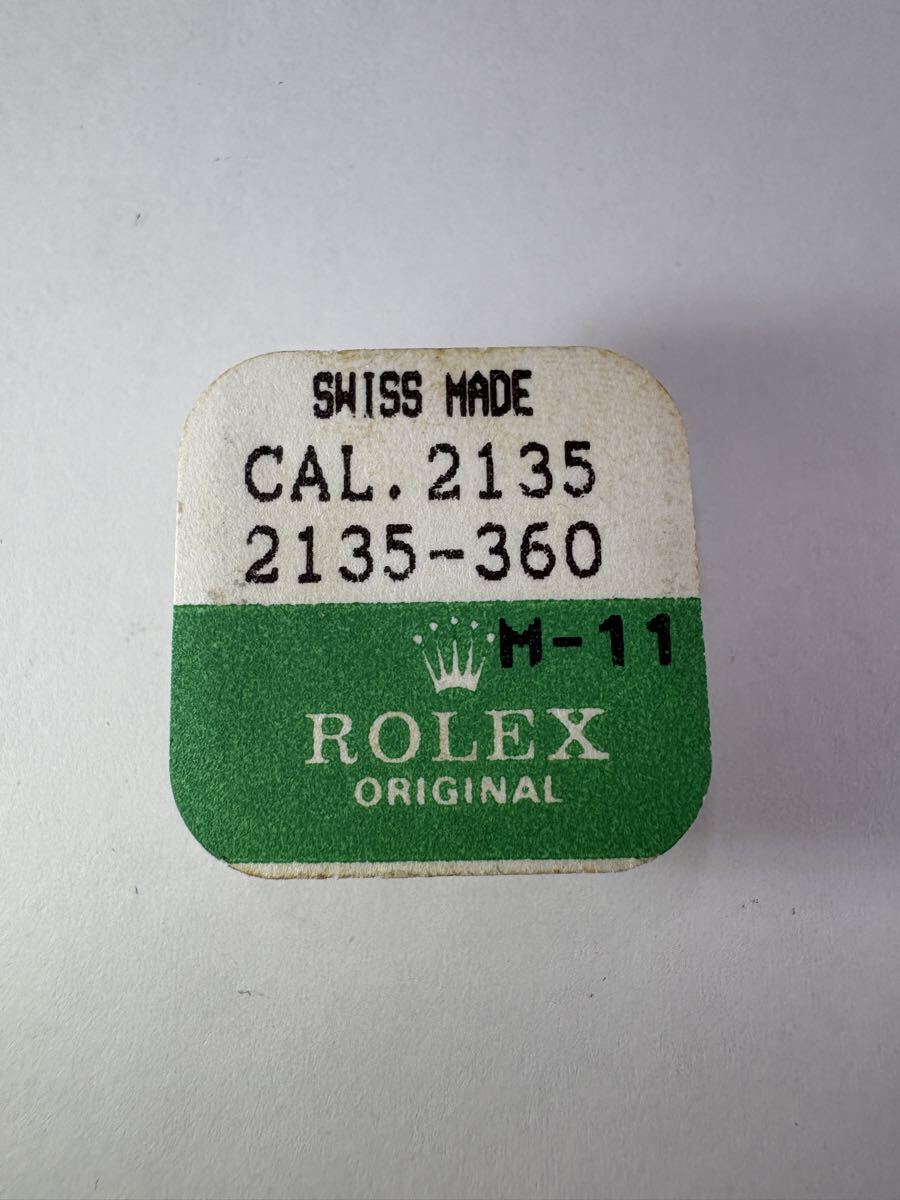 SWISS MADE
CAL. 2135
2135-360
M-11
ROLEX
ORIGINAL